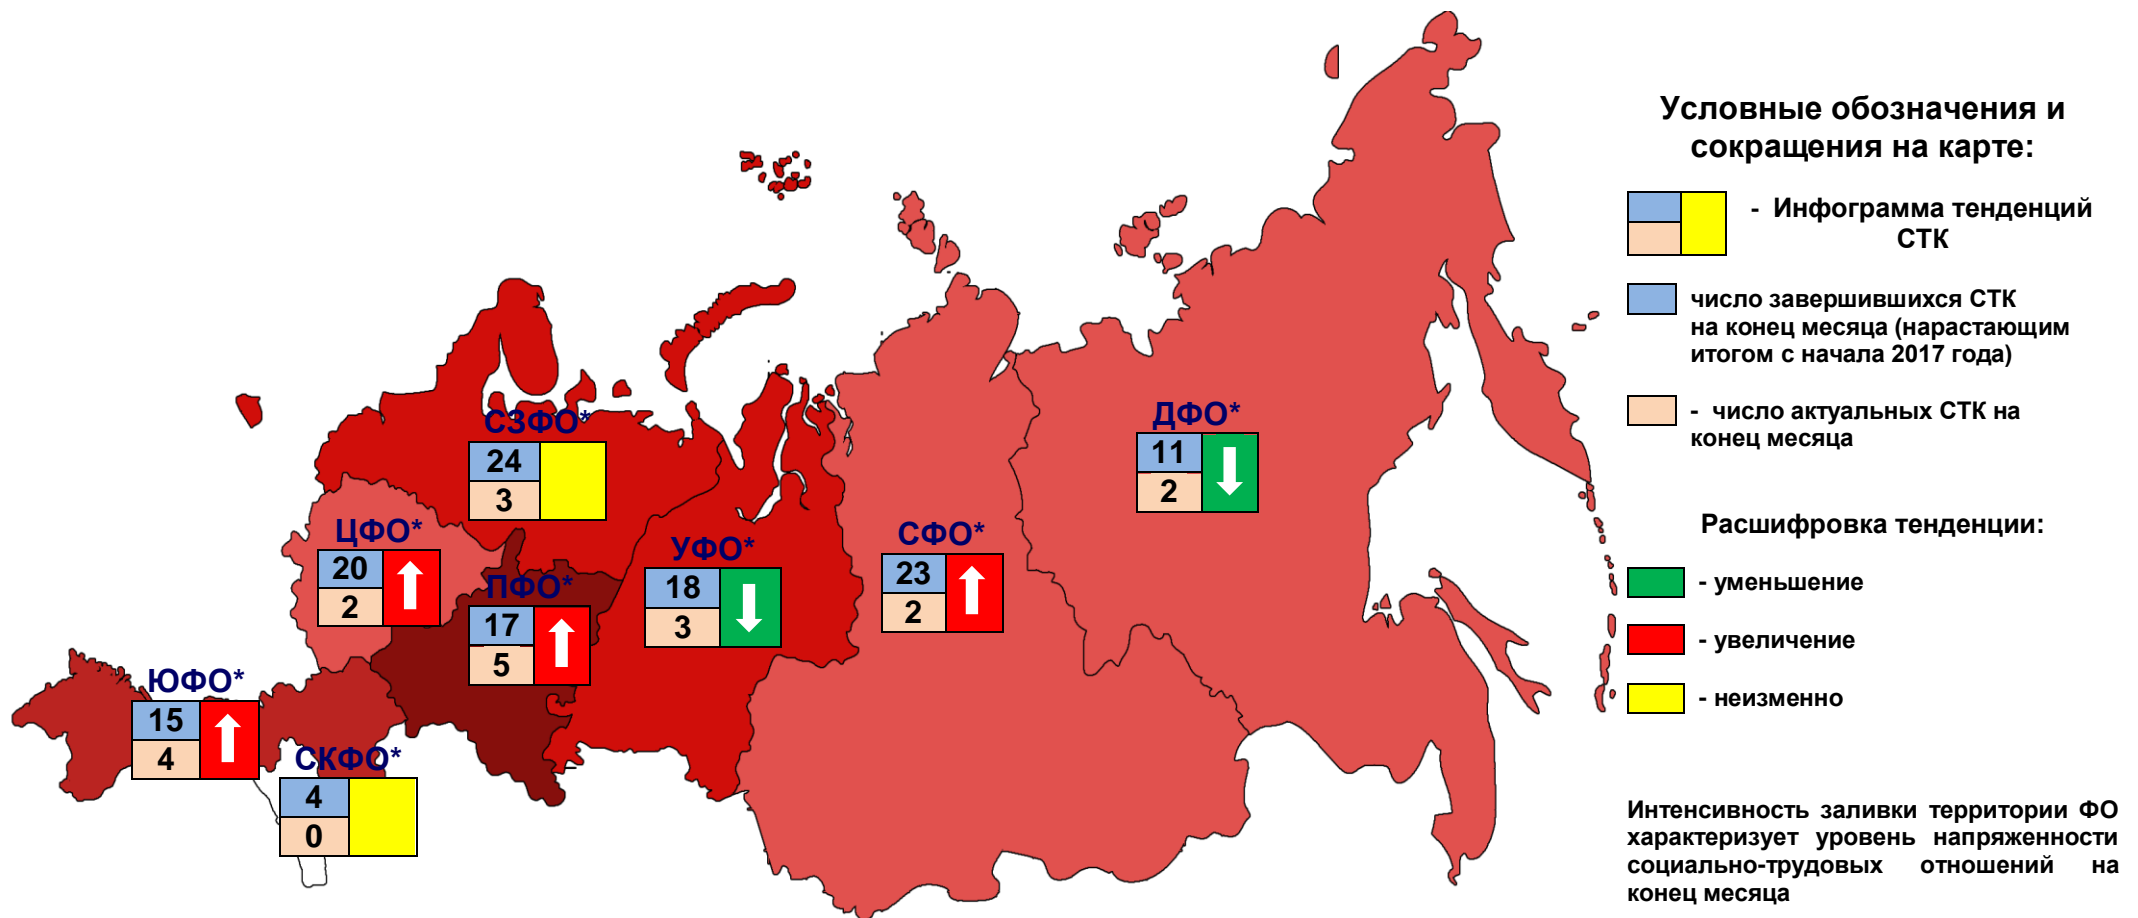 Условные обозначения и
сокращения на карте:
- Инфограмма тенденций
СТК
число завершившихся СТК
на конец месяца (нарастающим
итогом с начала 2017 года)
- число актуальных СТК на
конец месяца
Расшифровка тенденции:
- уменьшение
- увеличение
- неизменно
Интенсивность заливки территории ФО
характеризует уровень напряженности
социально-трудовых отношений на
конец месяца
СЗФО*
24
3
ДФО*
11
2
ЦФО*
20
2
ПФО*
17
5
УФО*
18
3
СФО*
23
2
ЮФО*
15
4
СКФО*
4
0